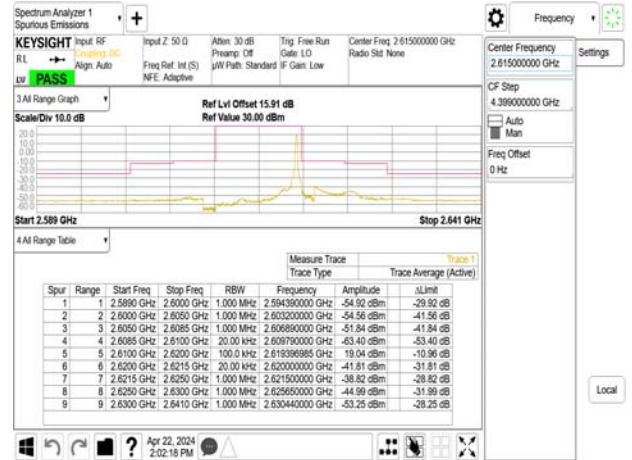 Spectrum Analyzer 1
Spurious Emissions
Frequency
KEYSIGHT
RL
PASS
Input: RF
Coupling: DC
Align: Auto
Input Z: 50 Ω
Freq Ref: Int (S)
NFE: Adaptive
Atten: 30 dB
Preamp: Off
µW Path: Standard
Trig: Free Run
Gate: LO
IF Gain: Low
Center Freq: 2.615000000 GHz
Radio Std: None
Center Frequency
2.615000000 GHz
Settings
CF Step
4.399000000 GHz
Auto
Man
Freq Offset
0 Hz
Local
3 All Range Graph
Scale/Div 10.0 dB
Ref Lvl Offset 15.91 dB
Ref Value 30.00 dBm
20.0
10.0
0.00
-10.0
-20.0
-30.0
-40.0
-50.0
-60.0
Start 2.589 GHz
Stop 2.641 GHz
4 All Range Table
Measure Trace Trace 1
Trace Type Trace Average (Active)
Spur Range Start Freq Stop Freq RBW Frequency Amplitude ΔLimit
1 1 2.5890 GHz 2.6000 GHz 1.000 MHz 2.594390000 GHz -54.92 dBm -29.92 dB
2 2 2.6000 GHz 2.6050 GHz 1.000 MHz 2.603200000 GHz -54.56 dBm -41.56 dB
3 3 2.6050 GHz 2.6085 GHz 1.000 MHz 2.606890000 GHz -51.84 dBm -41.84 dB
4 4 2.6085 GHz 2.6100 GHz 20.00 kHz 2.609790000 GHz -63.40 dBm -53.40 dB
5 5 2.6100 GHz 2.6200 GHz 100.0 kHz 2.619396985 GHz 19.04 dBm -10.96 dB
6 6 2.6200 GHz 2.6215 GHz 20.00 kHz 2.620000000 GHz -41.81 dBm -31.81 dB
7 7 2.6215 GHz 2.6250 GHz 1.000 MHz 2.621500000 GHz -38.82 dBm -28.82 dB
8 8 2.6250 GHz 2.6300 GHz 1.000 MHz 2.625650000 GHz -44.99 dBm -31.99 dB
9 9 2.6300 GHz 2.6410 GHz 1.000 MHz 2.630440000 GHz -53.25 dBm -28.25 dB
Apr 22, 2024
2:02:18 PM